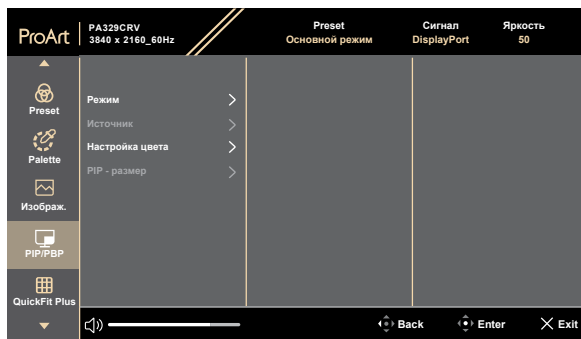 ProArt
PA329CRV
3840 x 2160_60Hz
Preset
Основной режим
Сигнал
DisplayPort
Яркость
50
Preset
Palette
Изображ.
PIP/PBP
QuickFit Plus
Режим
Источник
Настройка цвета
PIP - размер
Back
Enter
Exit